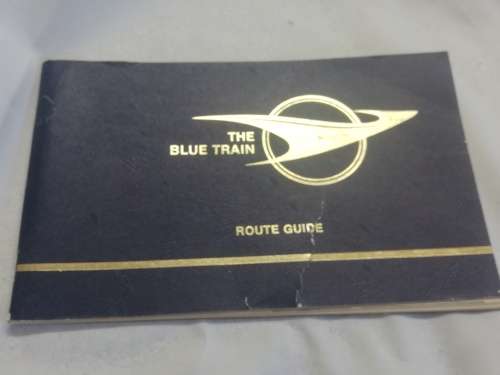 THE
BLUE TRAIN
ROUTE GUIDE